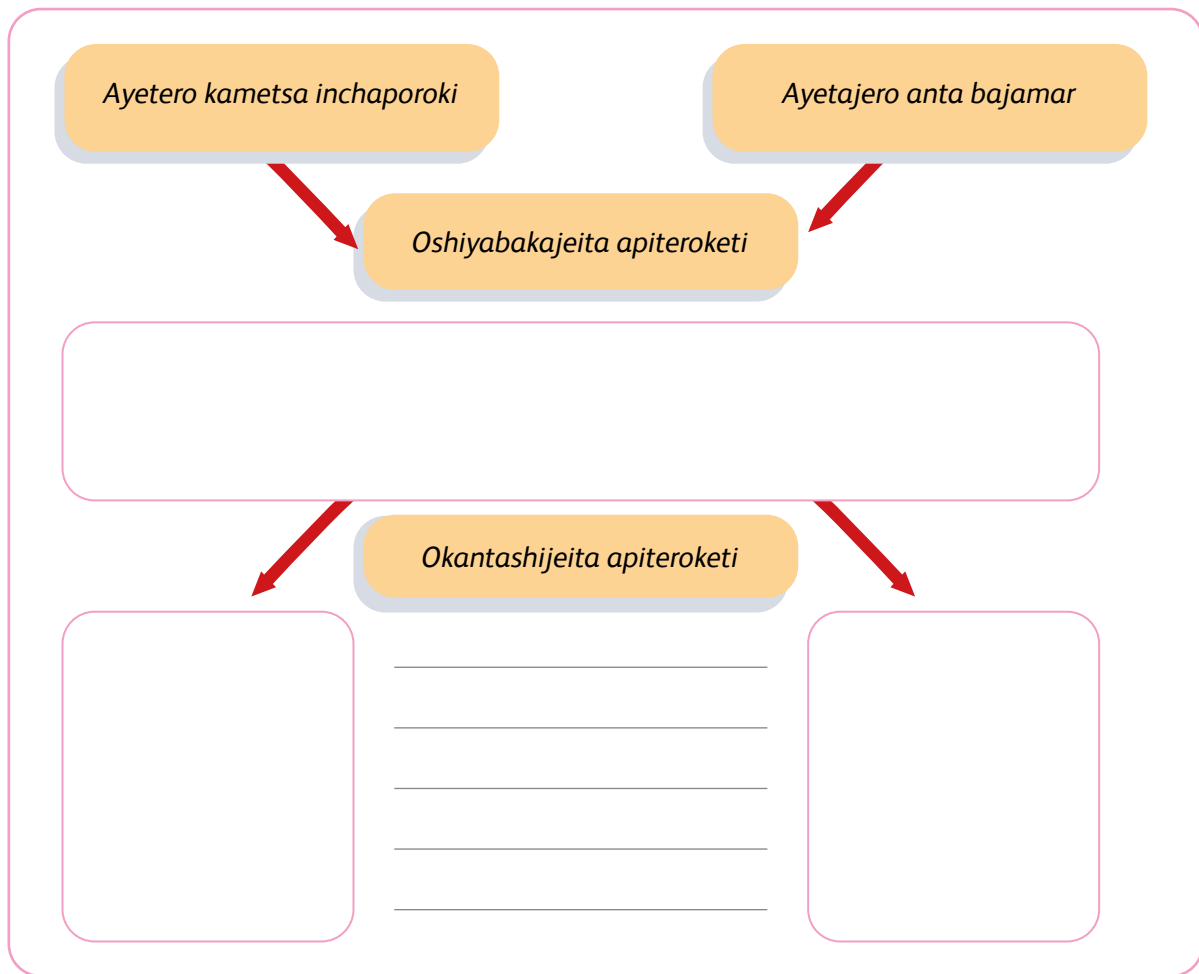 Ayetero kametsa inchaporoki
Ayetajero anta bajamar
Oshiyabakajeita apiteroketi
Okantashijeita apiteroketi